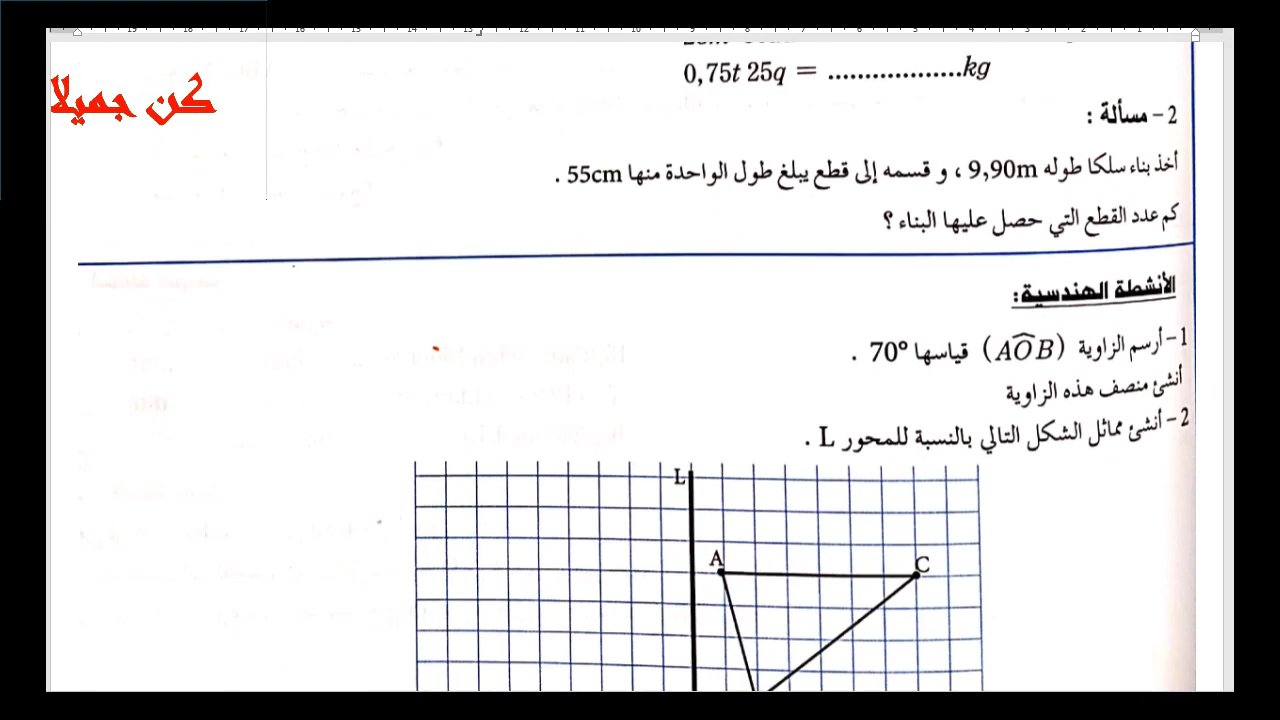 0,75t 25q = ..................kg
كن جميلا
2- مسألة :
أخذ بناء سلكا طوله 9,90m ، و قسمه إلى قطع يبلغ طول الواحدة منها 55cm .
كم عدد القطع التي حصل عليها البناء ؟
الأنشطة الهندسية:
1- أرسم الزاوية (AOB) قياسها 70° .
أنشئ منصف هذه الزاوية
2- أنشئ مماثل الشكل التالي بالنسبة للمحور L .
L
A
C